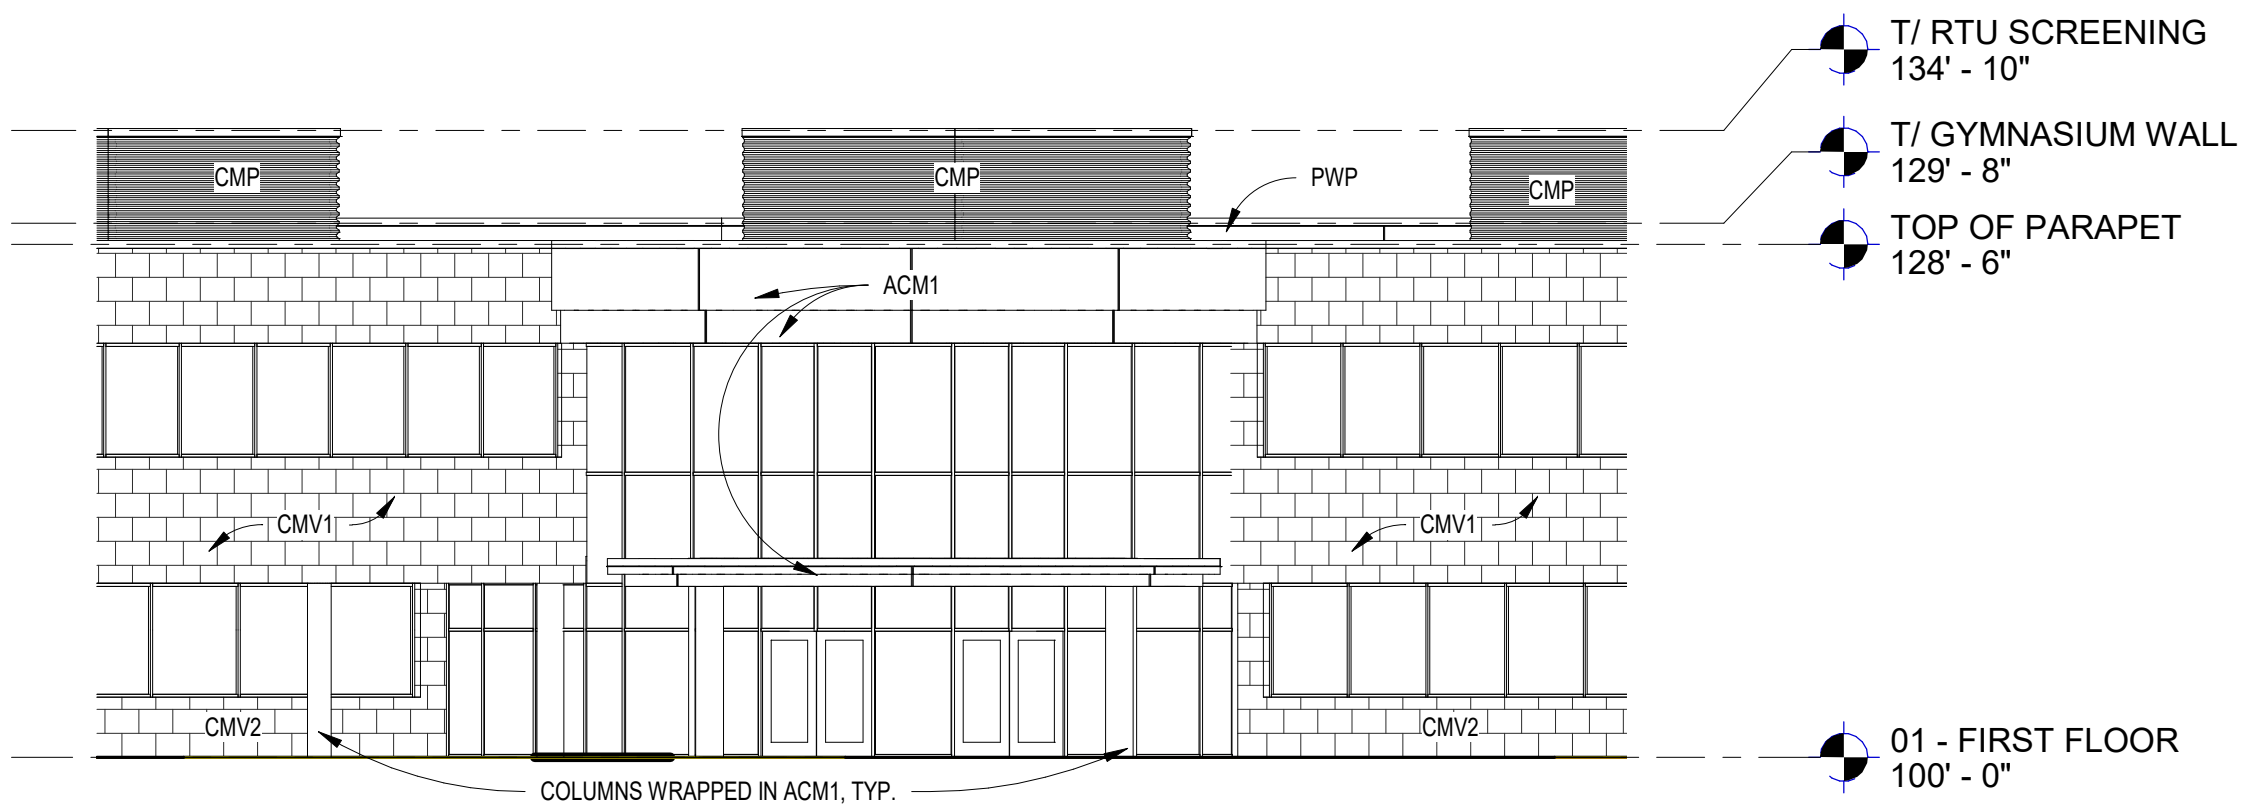 T/ RTU SCREENING
134' - 10"
T/ GYMNASIUM WALL
129' - 8"
CMP
CMP
PWP
CMP
TOP OF PARAPET
128' - 6"
ACM1
CMV1
CMV1
CMV2
CMV2
01 - FIRST FLOOR
100' - 0"
COLUMNS WRAPPED IN ACM1, TYP.